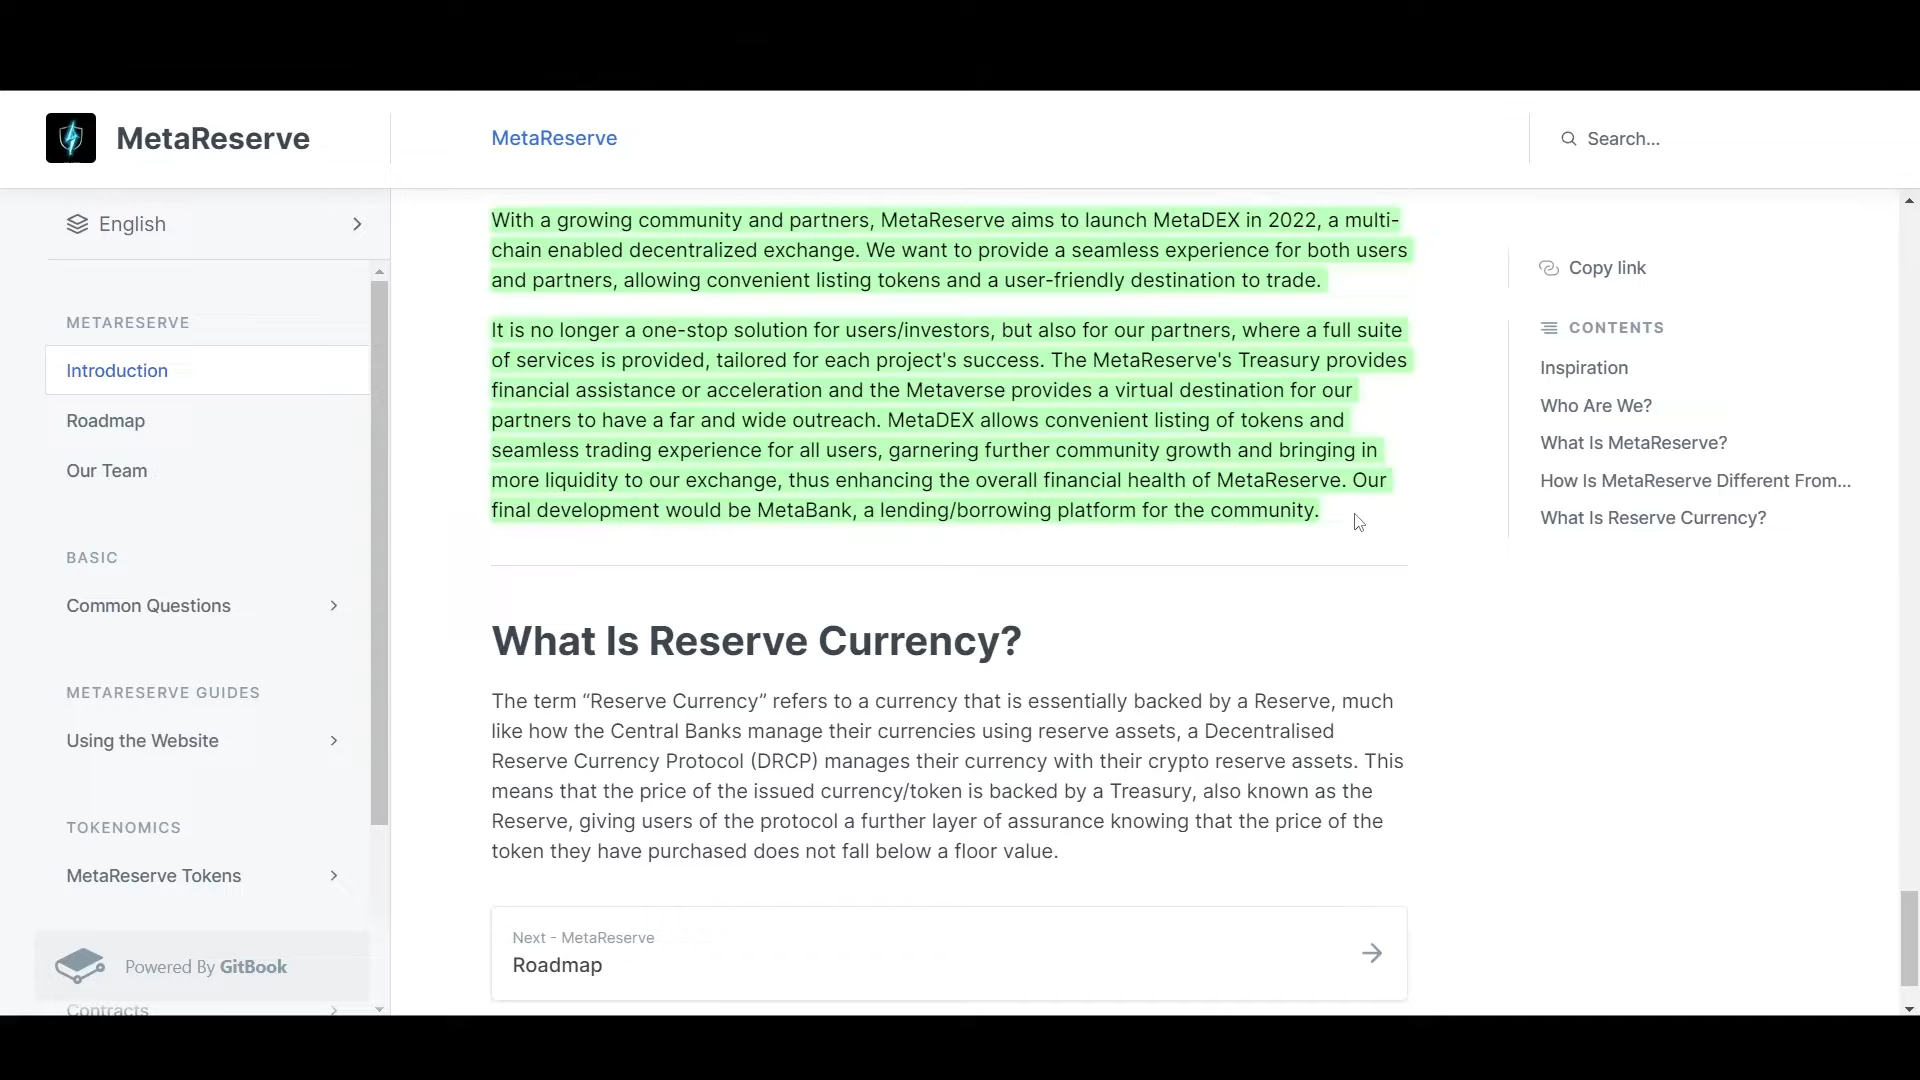 MetaReserve
MetaReserve
Search...
English
METARESERVE
Introduction
Roadmap
Our Team
BASIC
Common Questions
METARESERVE GUIDES
Using the Website
TOKENOMICS
MetaReserve Tokens
Powered By GitBook
Contracts
With a growing community and partners, MetaReserve aims to launch MetaDEX in 2022, a multi-
chain enabled decentralized exchange. We want to provide a seamless experience for both users
and partners, allowing convenient listing tokens and a user-friendly destination to trade.
It is no longer a one-stop solution for users/investors, but also for our partners, where a full suite
of services is provided, tailored for each project's success. The MetaReserve's Treasury provides
financial assistance or acceleration and the Metaverse provides a virtual destination for our
partners to have a far and wide outreach. MetaDEX allows convenient listing of tokens and
seamless trading experience for all users, garnering further community growth and bringing in
more liquidity to our exchange, thus enhancing the overall financial health of MetaReserve. Our
final development would be MetaBank, a lending/borrowing platform for the community.
What Is Reserve Currency?
The term “Reserve Currency” refers to a currency that is essentially backed by a Reserve, much
like how the Central Banks manage their currencies using reserve assets, a Decentralised
Reserve Currency Protocol (DRCP) manages their currency with their crypto reserve assets. This
means that the price of the issued currency/token is backed by a Treasury, also known as the
Reserve, giving users of the protocol a further layer of assurance knowing that the price of the
token they have purchased does not fall below a floor value.
Next - MetaReserve
Roadmap
Copy link
CONTENTS
Inspiration
Who Are We?
What Is MetaReserve?
How Is MetaReserve Different From...
What Is Reserve Currency?